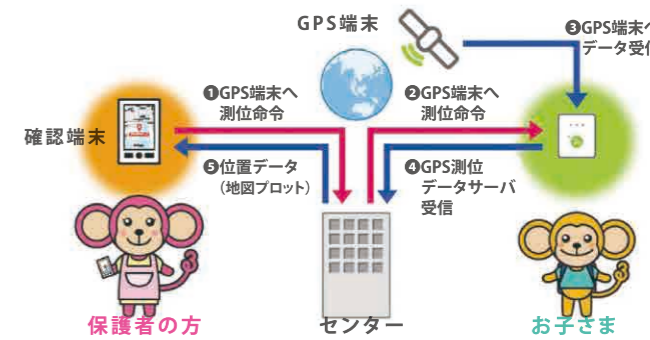 GPS端末
❸GPS端末へ
データ受信
❶GPS端末へ
測位命令
❷GPS端末へ
測位命令
確認端末
❺位置データ
（地図プロット）
❹GPS測位
データサーバ
受信
保護者の方
センター
お子さま